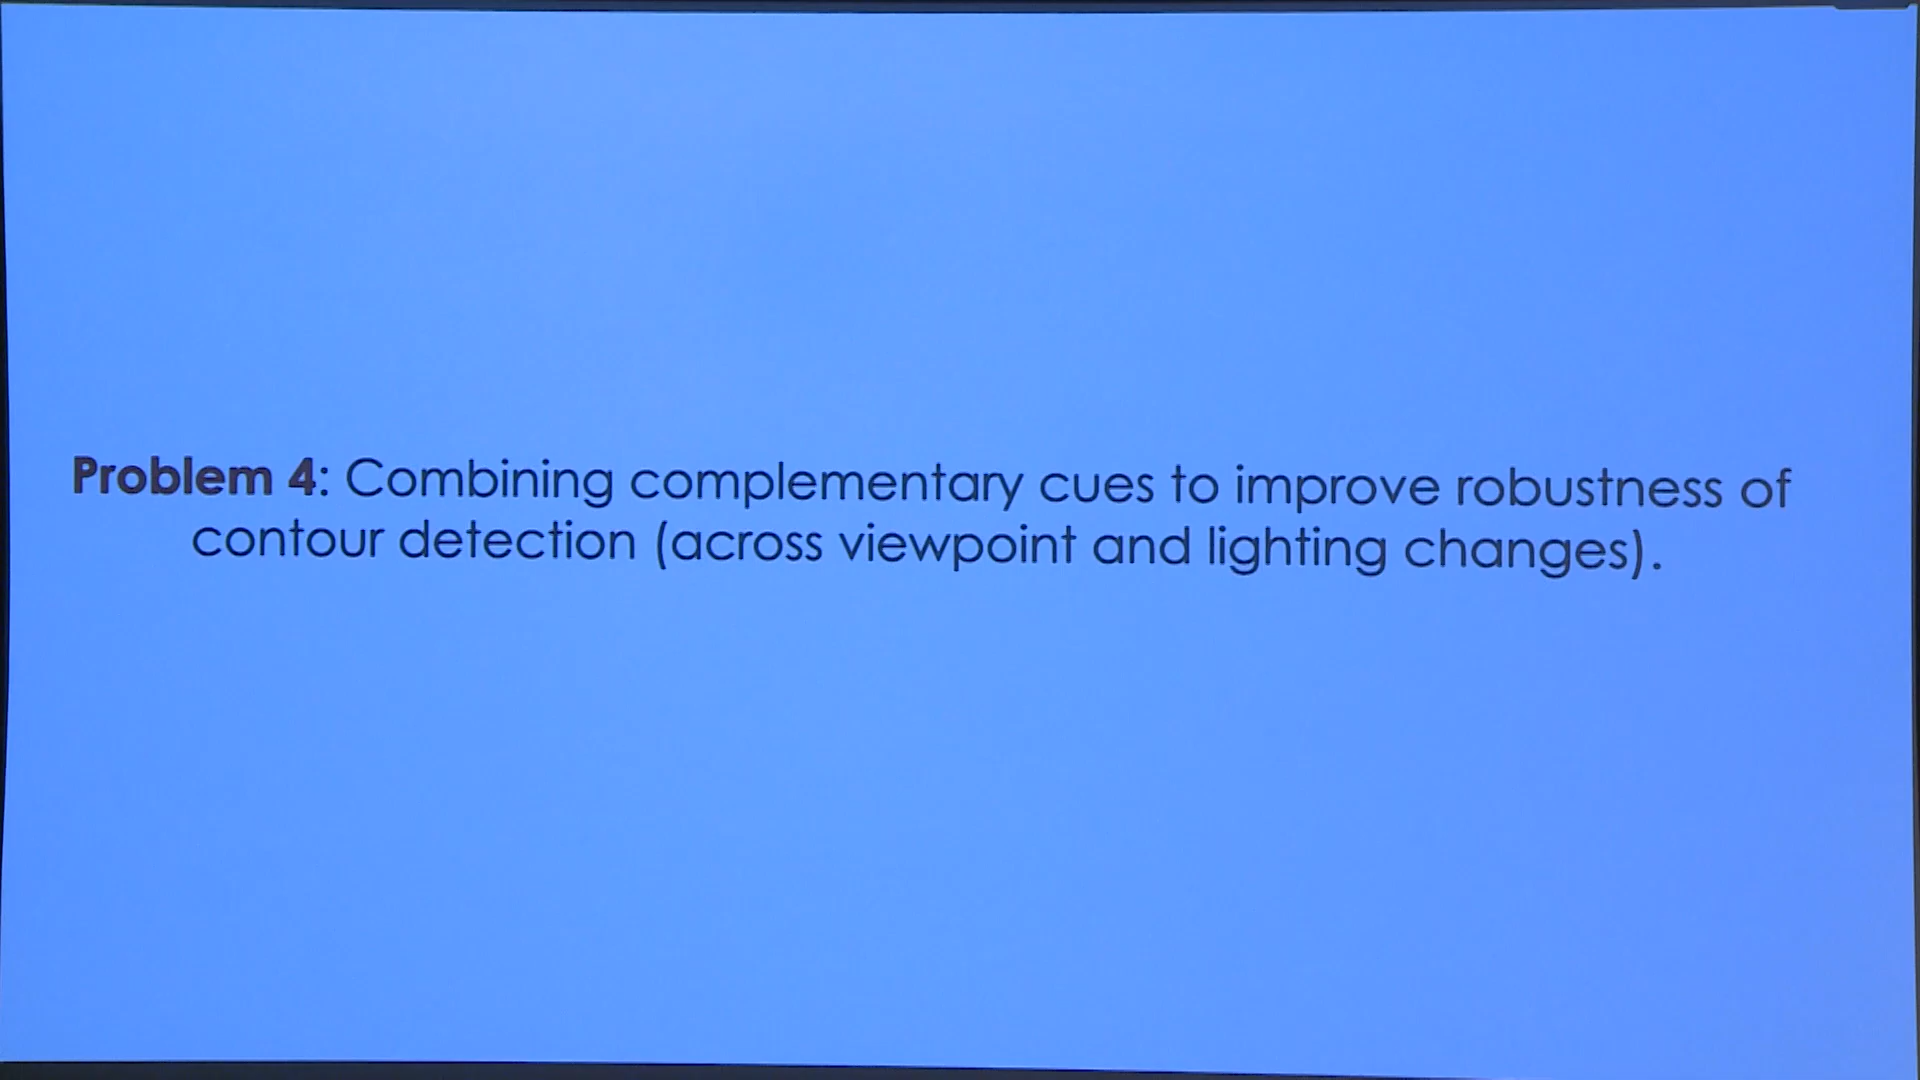 Problem 4: Combining complementary cues to improve robustness of
contour detection (across viewpoint and lighting changes).